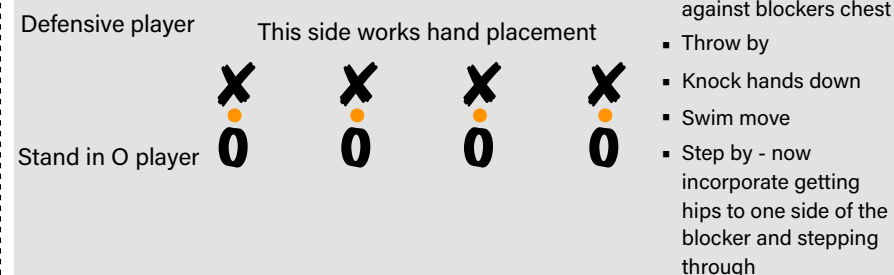 Defensive player
This side works hand placement
X X X X
O O O O
Stand in O player
against blockers chest
▪ Throw by
▪ Knock hands down
▪ Swim move
▪ Step by - now
incorporate getting
hips to one side of the
blocker and stepping
through